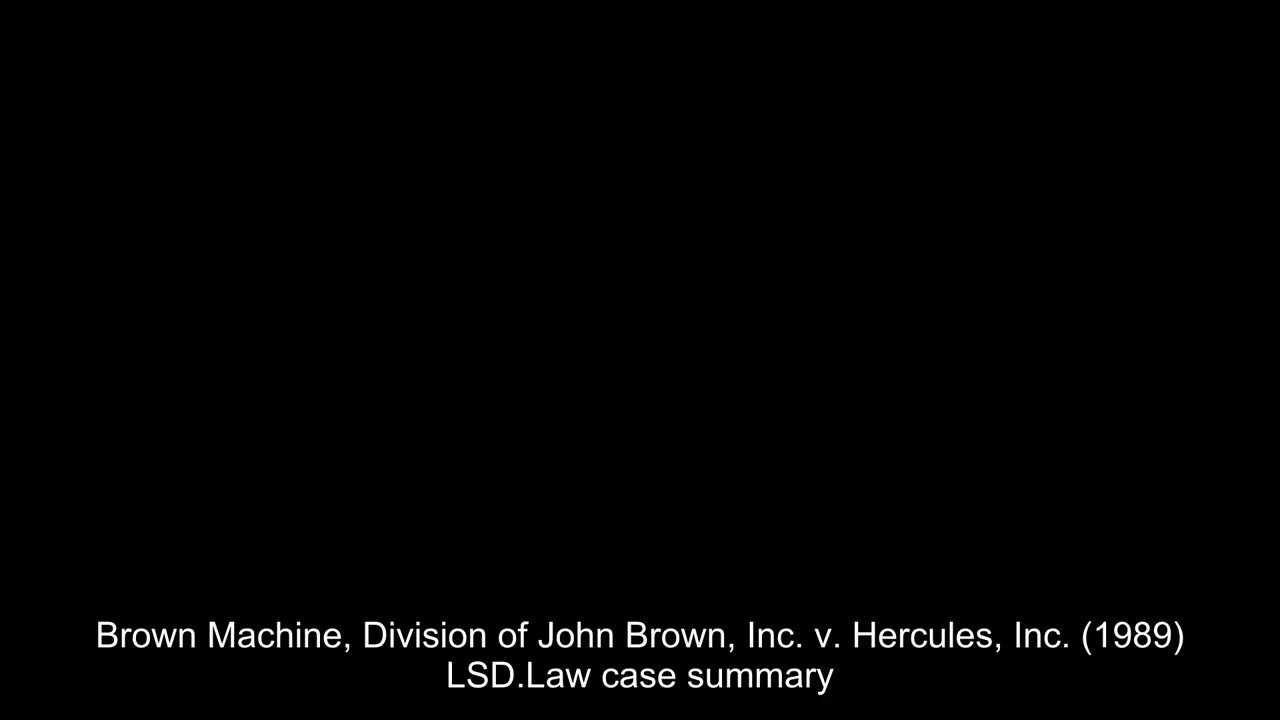 Brown Machine, Division of John Brown, Inc. v. Hercules, Inc. (1989)
LSD.Law case summary